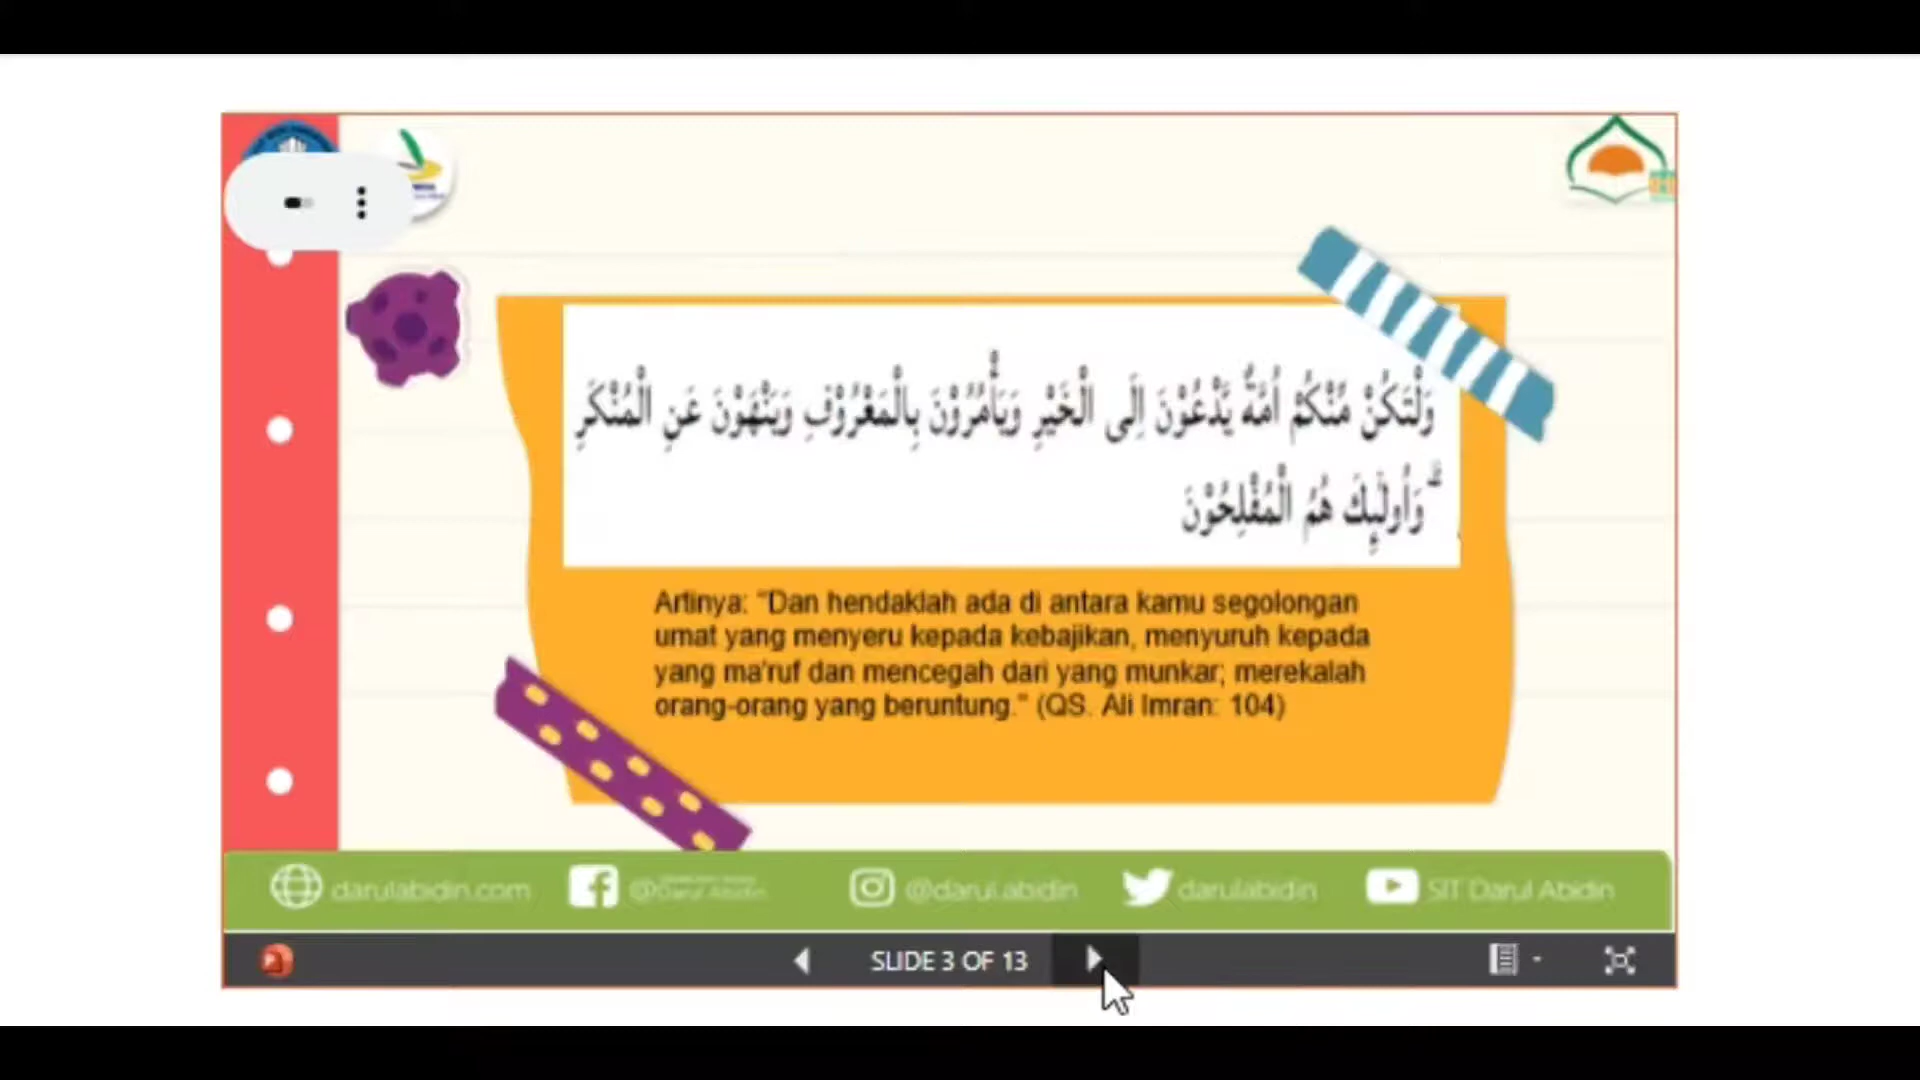 وَلْتَكُنْ مِّنْكُمْ اُمَّةٌ يَّدْعُوْنَ اِلَى الْخَيْرِ وَيَأْمُرُوْنَ بِالْمَعْرُوْفِ وَيَنْهَوْنَ عَنِ الْمُنْكَرِ
ۗ وَاُولٰۤىِٕكَ هُمُ الْمُفْلِحُوْنَ
Artinya: "Dan hendaklah ada di antara kamu segolongan
umat yang menyeru kepada kebajikan, menyuruh kepada
yang ma'ruf dan mencegah dari yang munkar; merekalah
orang-orang yang beruntung." (QS. Ali Imran: 104)
darulabidin.com
@Darul Abidin
@darul.abidin
darulabidin
SIT Darul Abidin
SLIDE 3 OF 13